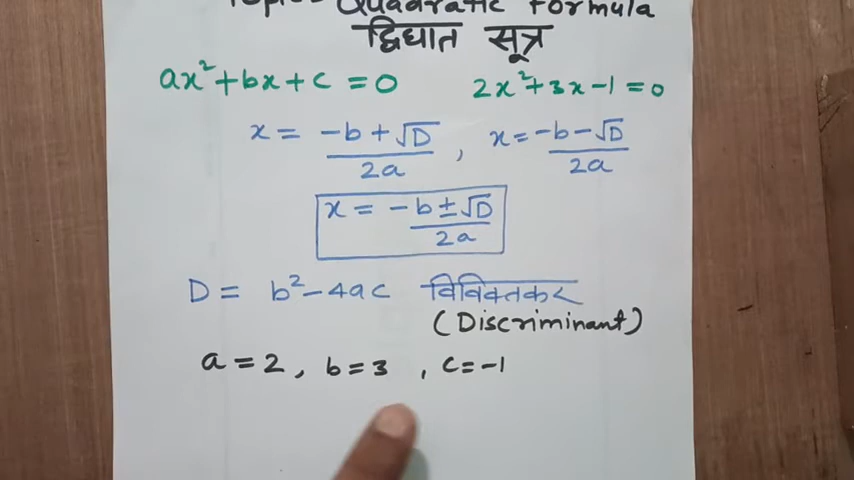 Topic - Quadratic Formula
द्विघात सूत्र
ax²+bx+c=0 2x²+3x-1=0
x = -b+√D / 2a , x = -b-√D / 2a
x = -b±√D / 2a
D = b²-4ac विविक्तकर
(Discriminant)
a=2, b=3, c=-1